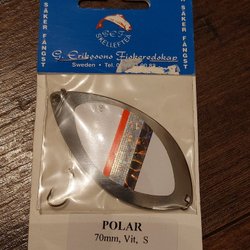 SÄKER FÅNGST
SÄKER FÅNGST
SKELLEFTEÅ
G. Erikssons Fiskeredskap
Sweden • Tel.
POLAR
70mm, Vit, S